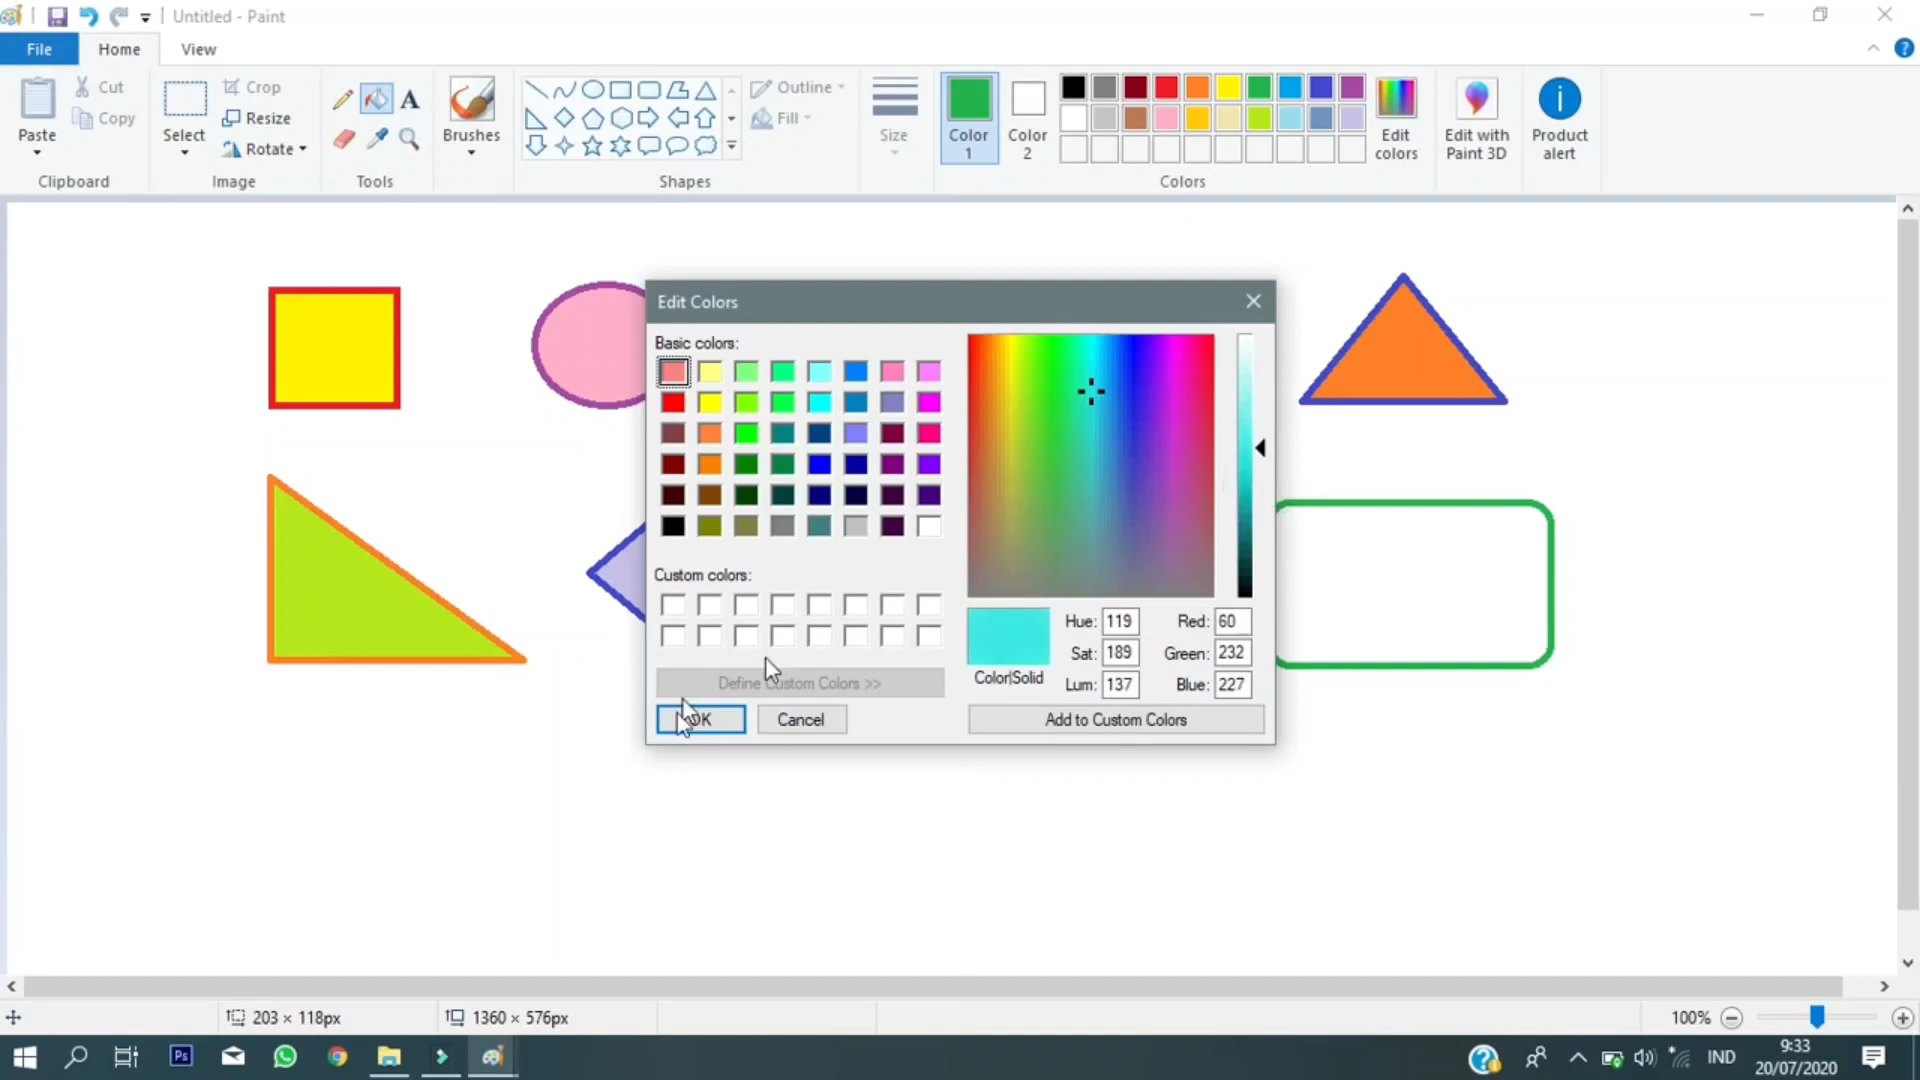 Untitled - Paint
File Home View
Paste
Cut
Copy
Clipboard
Select
Crop
Resize
Rotate
Image
Tools
A
Brushes
Shapes
Outline
Fill
Size
Color
1
Color
2
Edit
colors
Colors
Edit with
Paint 3D
Product
alert
Edit Colors
Basic colors:
Custom colors:
Define Custom Colors >>
OK
Cancel
Color|Solid
Hue: 119
Sat: 189
Lum: 137
Red: 60
Green: 232
Blue: 227
Add to Custom Colors
203 × 118px
1360 × 576px
100%
Ps
IND
9:33
20/07/2020